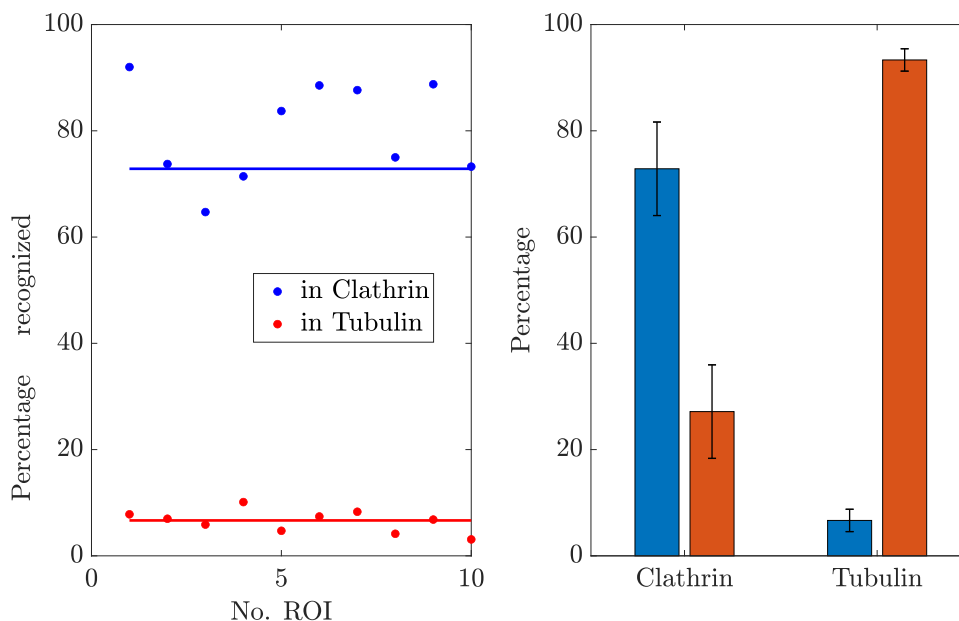 100
80
60
40
20
0
0 5 10
No. ROI
Percentage recognized
in Clathrin
in Tubulin
100
80
60
40
20
0
Clathrin Tubulin
Percentage